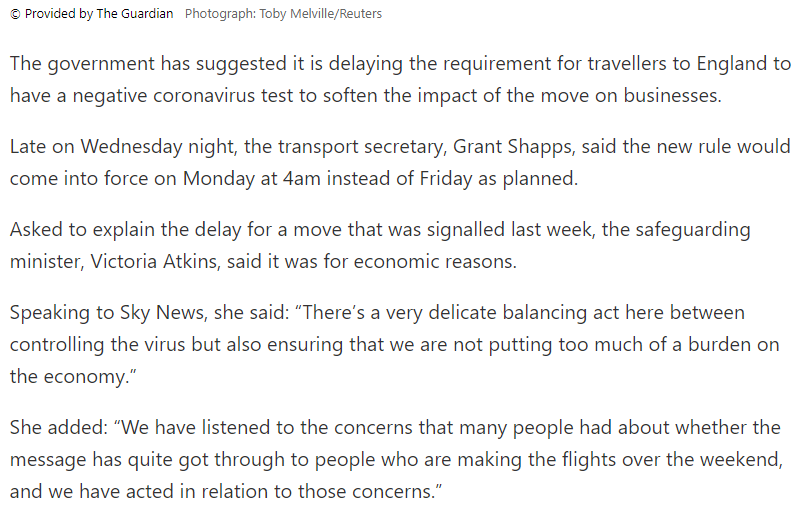 © Provided by The Guardian Photograph: Toby Melville/Reuters
The government has suggested it is delaying the requirement for travellers to England to
have a negative coronavirus test to soften the impact of the move on businesses.
Late on Wednesday night, the transport secretary, Grant Shapps, said the new rule would
come into force on Monday at 4am instead of Friday as planned.
Asked to explain the delay for a move that was signalled last week, the safeguarding
minister, Victoria Atkins, said it was for economic reasons.
Speaking to Sky News, she said: “There’s a very delicate balancing act here between
controlling the virus but also ensuring that we are not putting too much of a burden on
the economy.”
She added: “We have listened to the concerns that many people had about whether the
message has quite got through to people who are making the flights over the weekend,
and we have acted in relation to those concerns.”